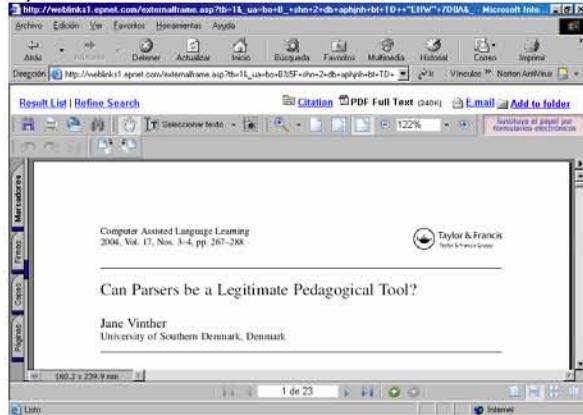 http://weblinks1.epnet.com/externalframe.asp?tb=1&_ua=bo+B_+shn+2+db+aphjnh+bt+TD++"EHW"+7D0A&_ - Microsoft Inte...
Archivo Edición Ver Favoritos Herramientas Ayuda
Atrás Detener Actualizar Inicio Búsqueda Favoritos Multimedia Historial Correo Imprimir
Dirección http://weblinks1.epnet.com/externalframe.asp?tb=1&_ua=bo+B%5F+shn+2+db+aphjnh+bt+TD+ Ir Vínculos Norton AntiVirus
Result List | Refine Search Citation PDF Full Text (240K) E.mail Add to folder
Seleccionar texto 122% Sustituya el papel por formularios electrónicos
Marcadores
Firmas
Capas
Páginas
Computer Assisted Language Learning
2004, Vol. 17, Nos. 3–4, pp. 267–288
Taylor & Francis
Taylor & Francis Group
Can Parsers be a Legitimate Pedagogical Tool?
Jane Vinther
University of Southern Denmark, Denmark
160.2 x 239.9 mm
1 de 23
Listo Internet